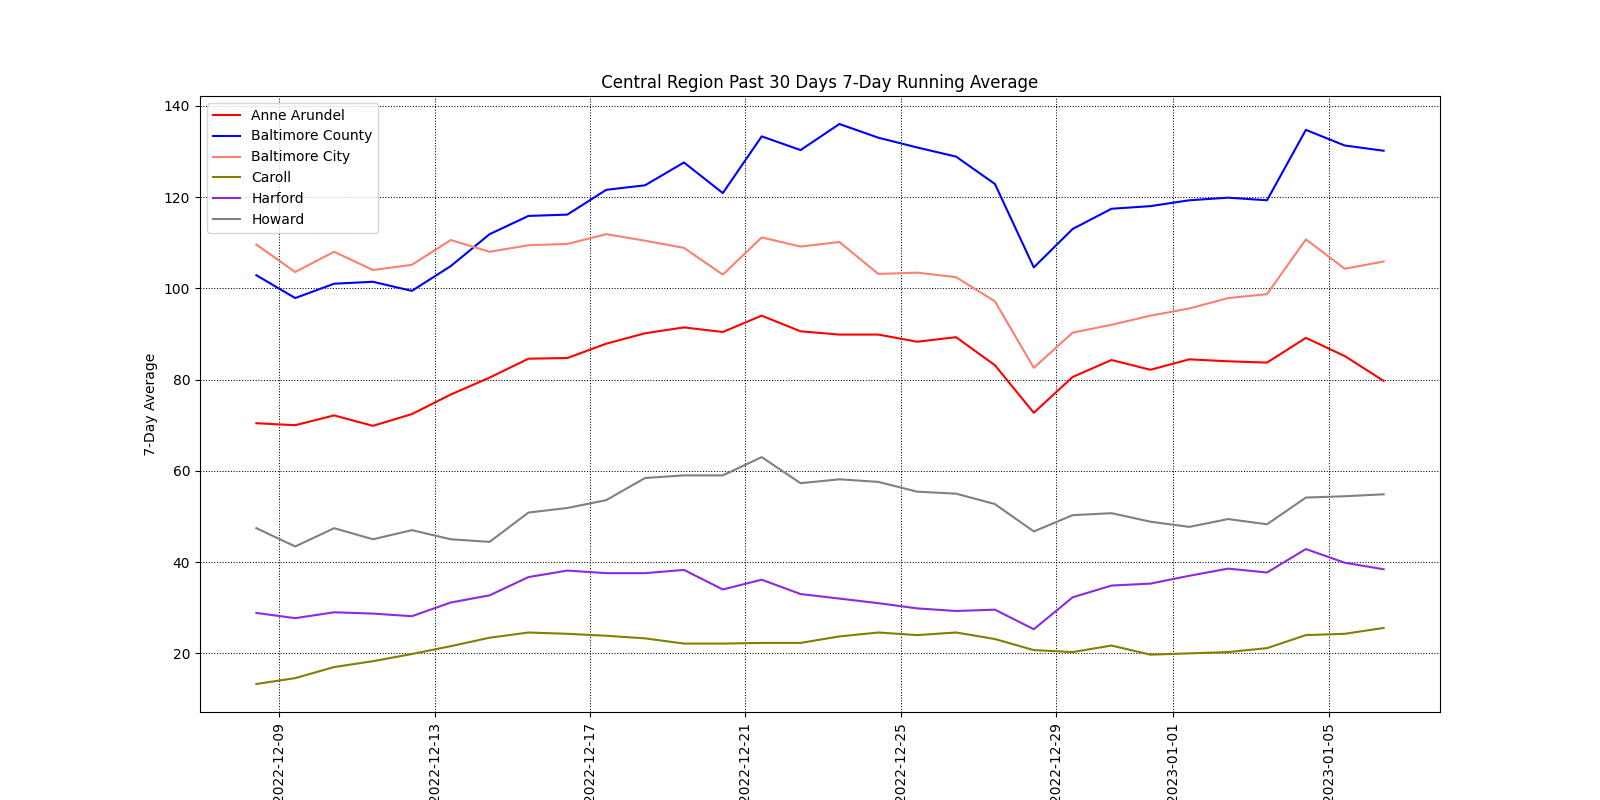 Central Region Past 30 Days 7-Day Running Average
140
120
100
80
60
40
20
7-Day Average
Anne Arundel
Baltimore County
Baltimore City
Caroll
Harford
Howard
2022-12-09
2022-12-13
2022-12-17
2022-12-21
2022-12-25
2022-12-29
2023-01-01
2023-01-05